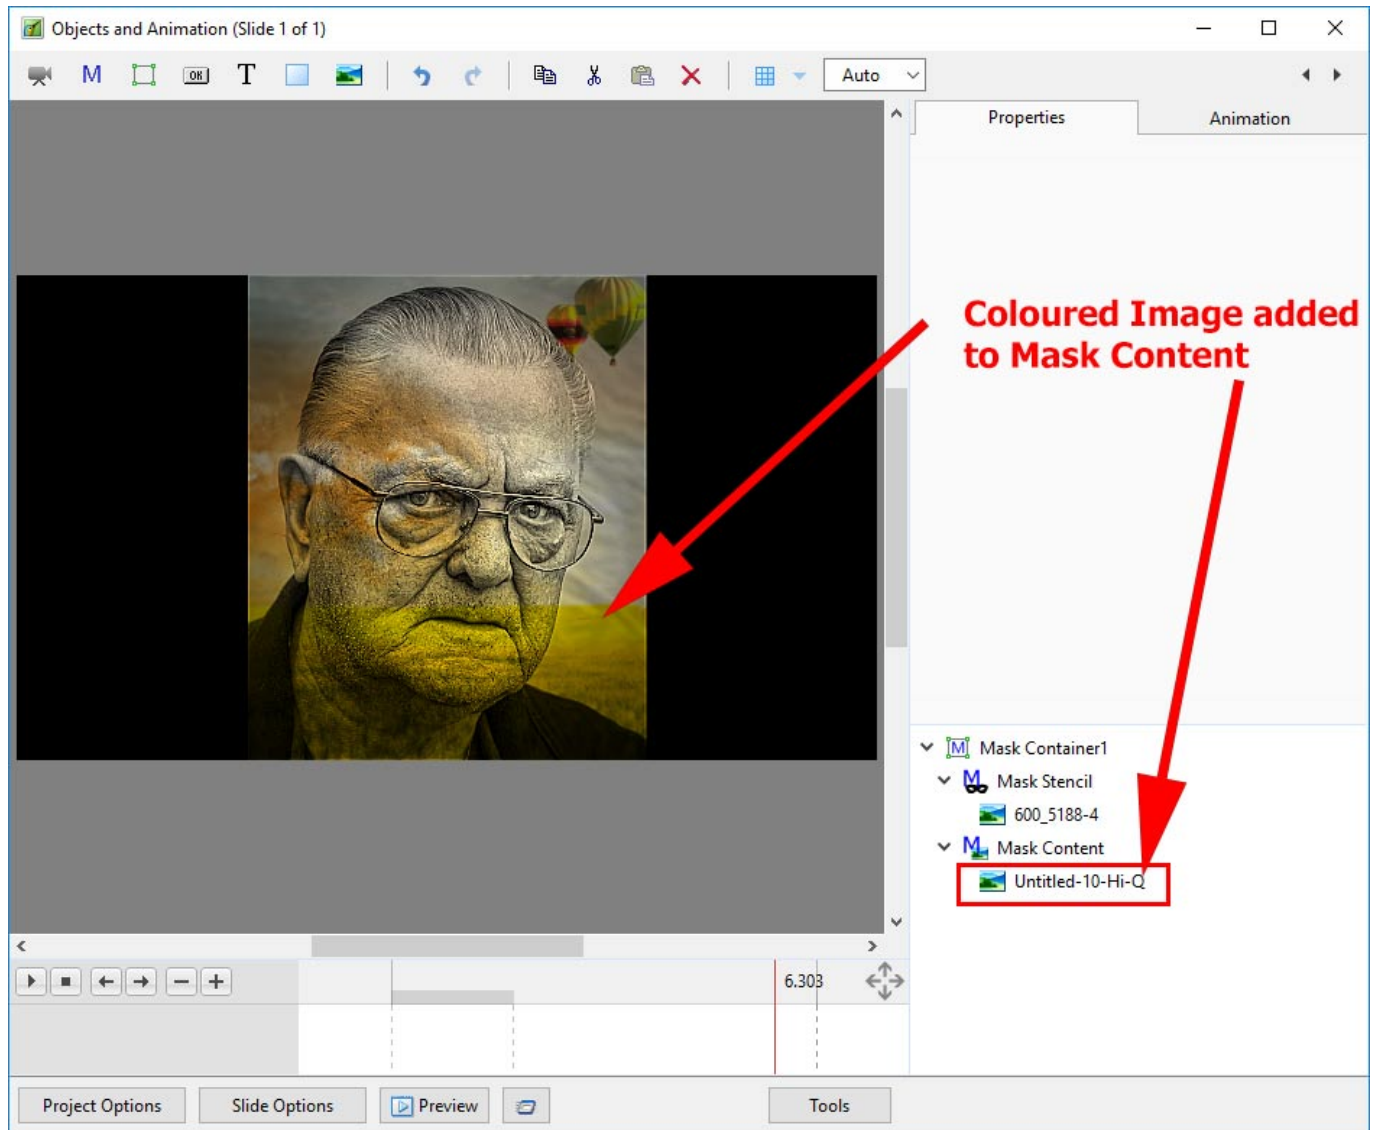 Objects and Animation (Slide 1 of 1)
M OK T Auto
Properties Animation
Coloured Image added
to Mask Content
M Mask Container1
M Mask Stencil
600_5188-4
M Mask Content
Untitled-10-Hi-Q
6.303
Project Options Slide Options Preview Tools